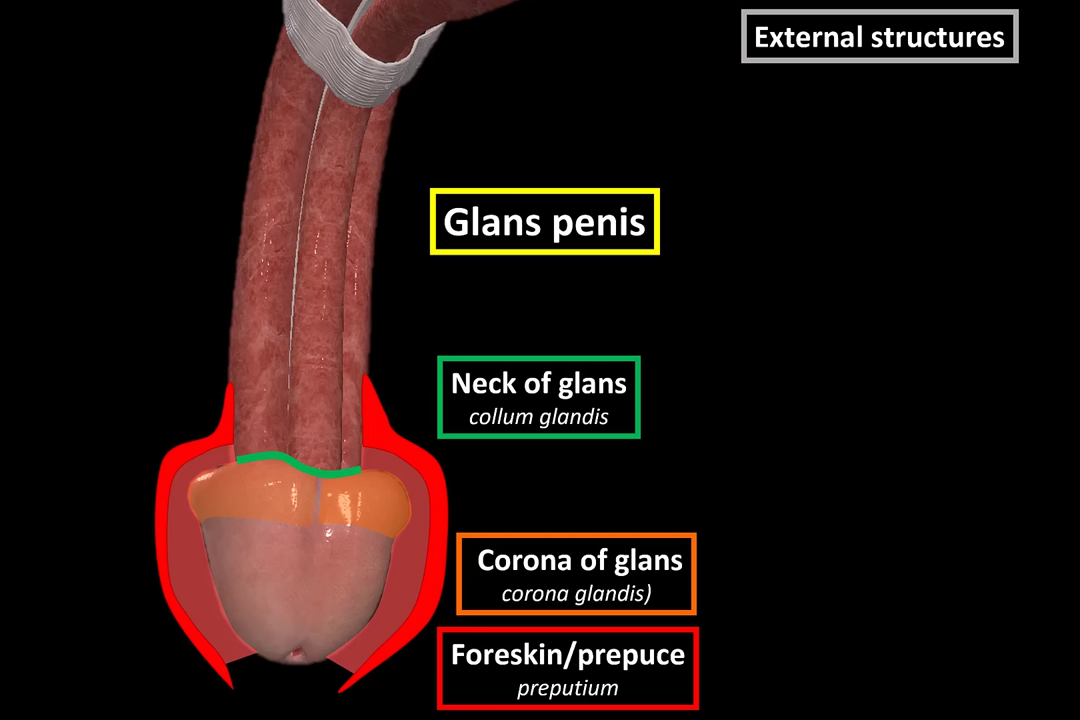 External structures
Glans penis
Neck of glans
collum glandis
Corona of glans
corona glandis)
Foreskin/prepuce
preputium